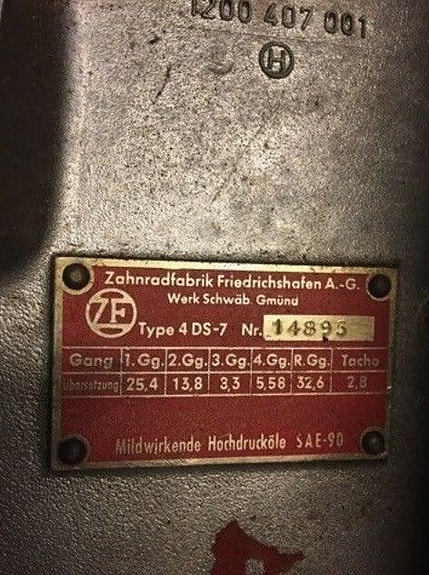 1200 407 001
H
Zahnradfabrik Friedrichshafen A.-G.
Werk Schwäb. Gmünd
ZF Type 4 DS-7 Nr. 14895
Gang 1.Gg. 2.Gg. 3.Gg. 4.Gg. R.Gg. Tacho
Übersetzung 25,4 13,8 3,3 5,58 32,6 2,8
Mildwirkende Hochdrucköle SAE-90